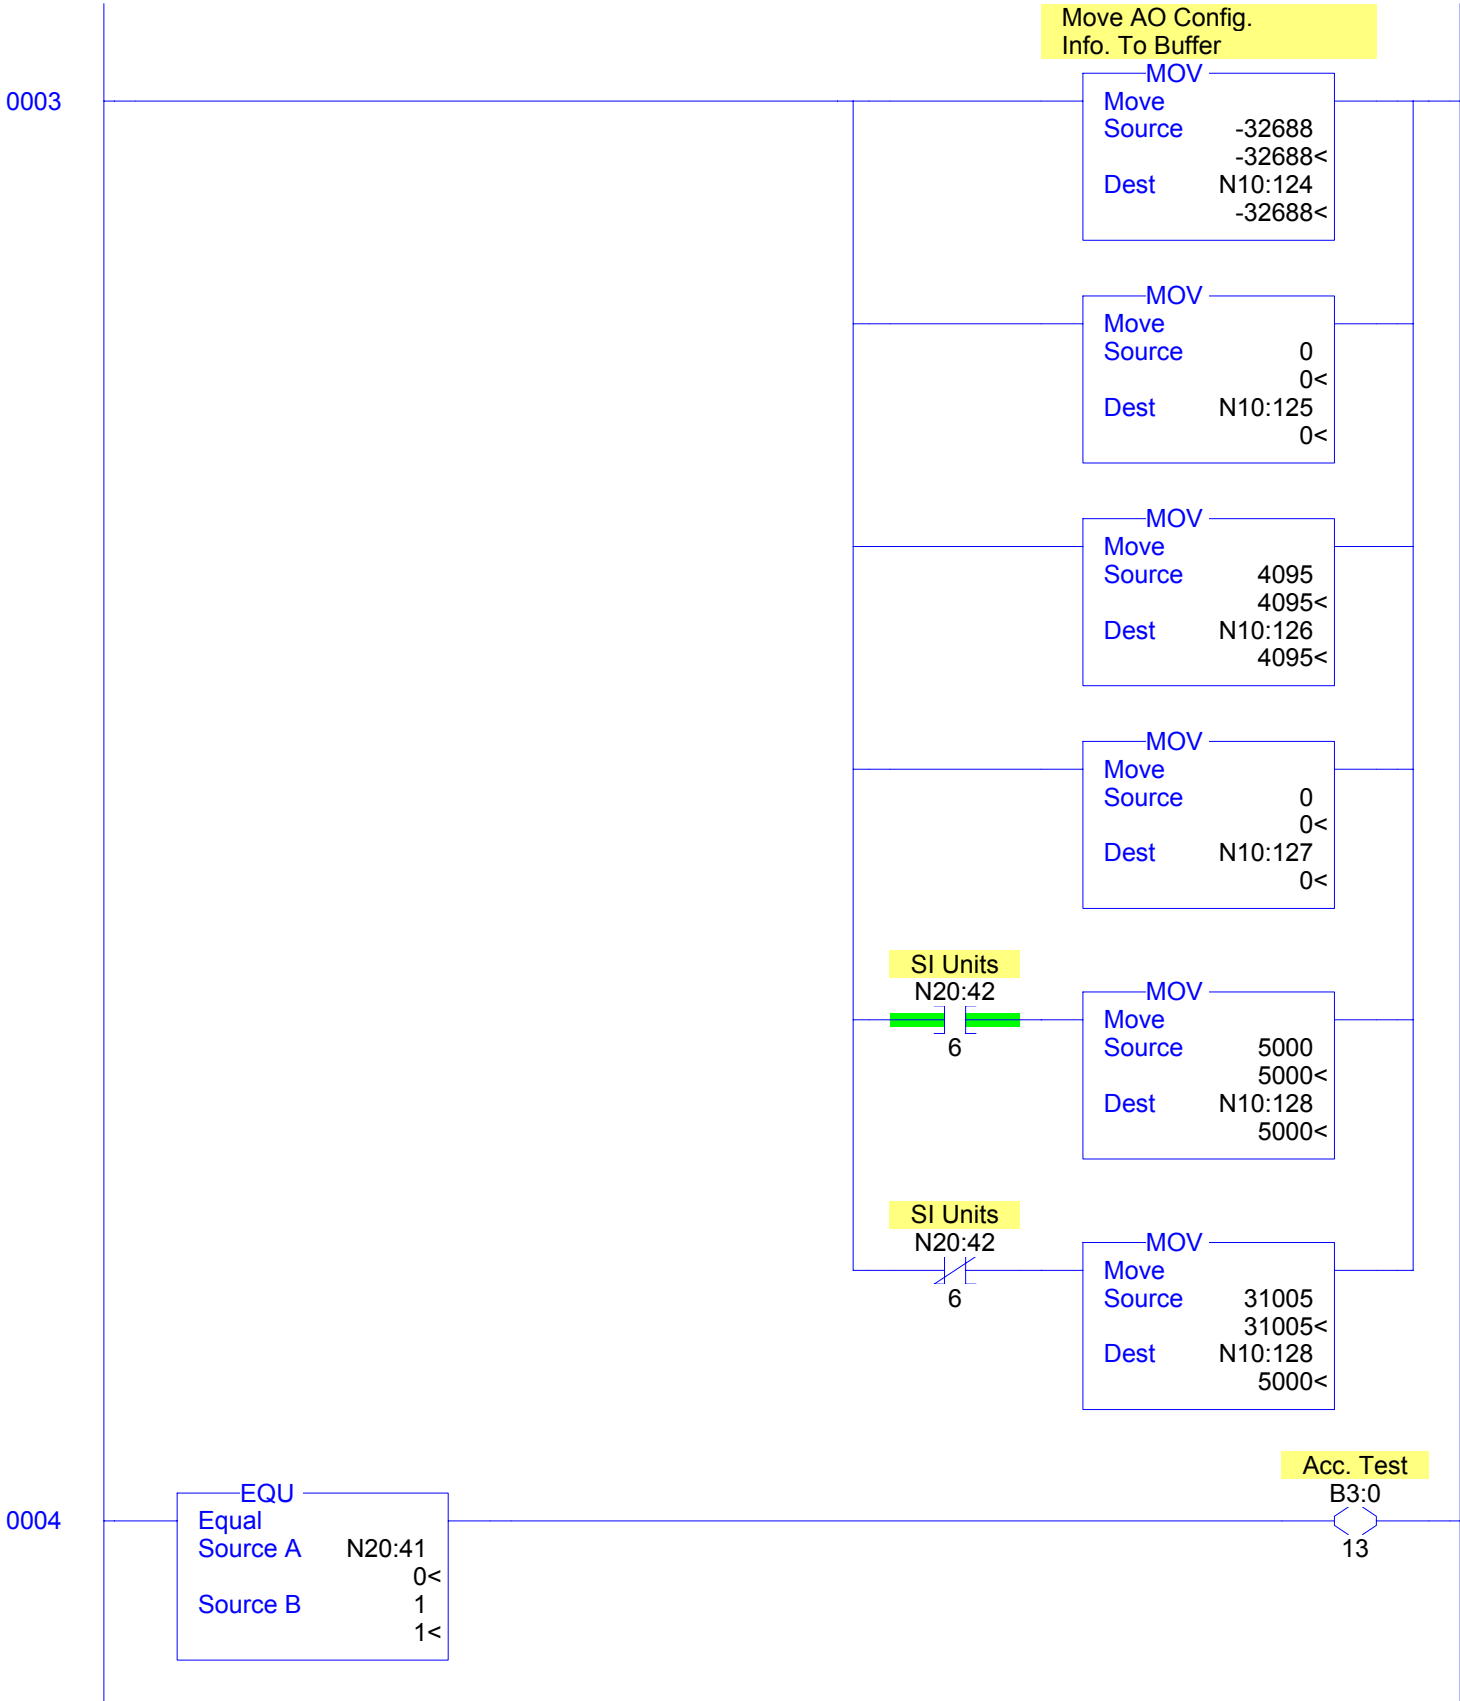 Move AO Config.
Info. To Buffer
0003
MOV
Move
Source -32688
-32688<
Dest N10:124
-32688<
MOV
Move
Source 0
0<
Dest N10:125
0<
MOV
Move
Source 4095
4095<
Dest N10:126
4095<
MOV
Move
Source 0
0<
Dest N10:127
0<
SI Units
N20:42
6
MOV
Move
Source 5000
5000<
Dest N10:128
5000<
SI Units
N20:42
6
MOV
Move
Source 31005
31005<
Dest N10:128
5000<
0004
EQU
Equal
Source A N20:41
0<
Source B 1
1<
Acc. Test
B3:0
13